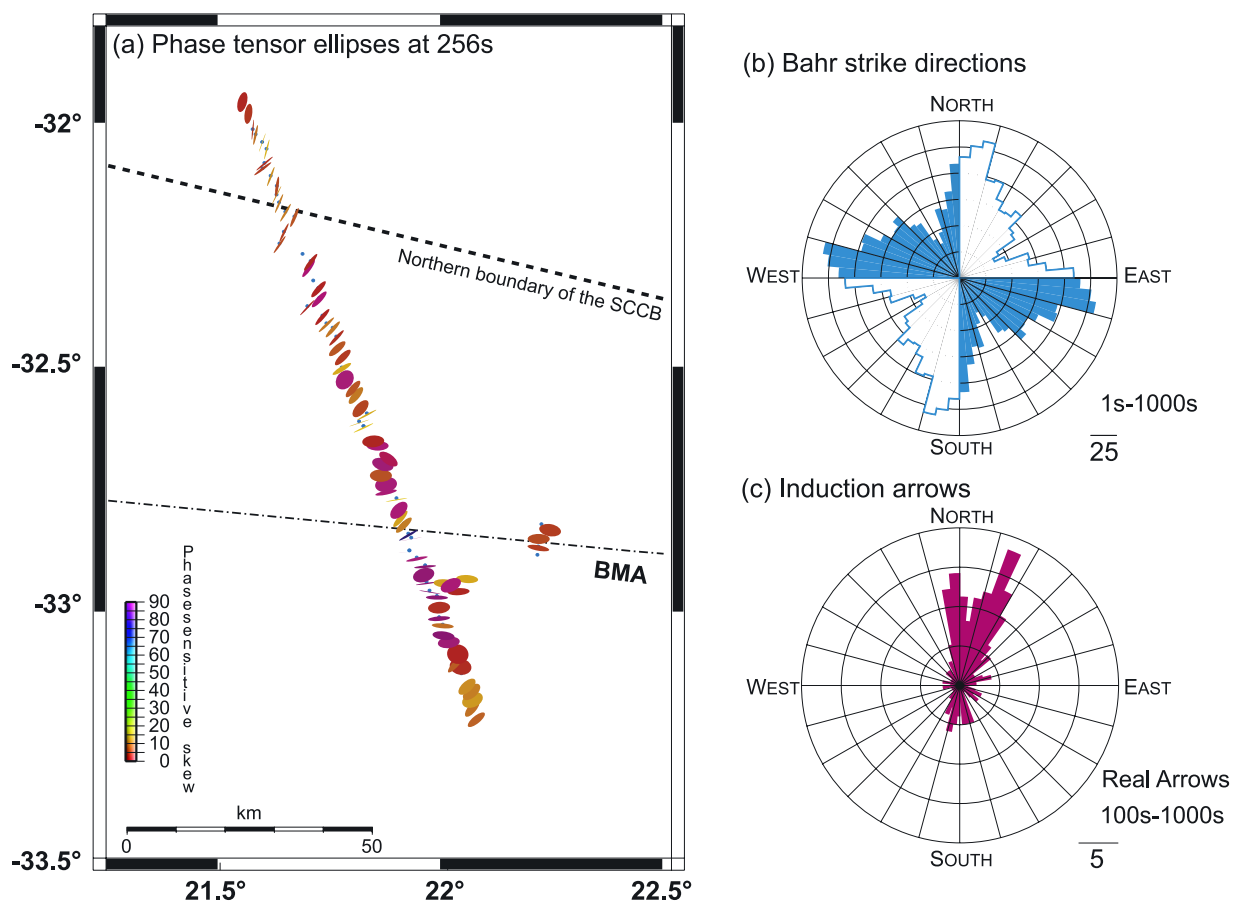 (a) Phase tensor ellipses at 256s
-32°
-32.5°
-33°
-33.5°
21.5°
22°
22.5°
Northern boundary of the SCCB
BMA
90
80
70
60
50
40
30
20
10
0
Phasesensitive skew
km
0
50
(b) Bahr strike directions
NORTH
WEST
EAST
SOUTH
1s-1000s
25
(c) Induction arrows
NORTH
WEST
EAST
SOUTH
Real Arrows
100s-1000s
5